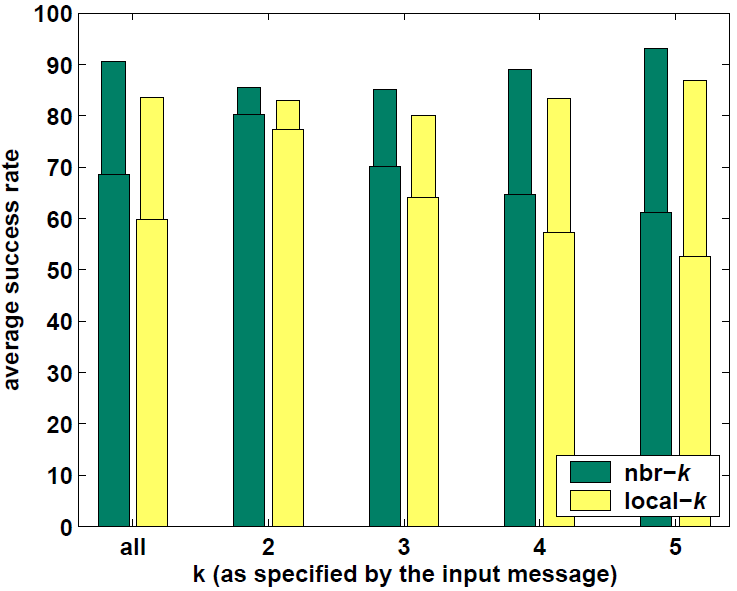 100
90
80
70
60
50
40
30
20
10
0
average success rate
nbr−k
local−k
all 2 3 4 5
k (as specified by the input message)